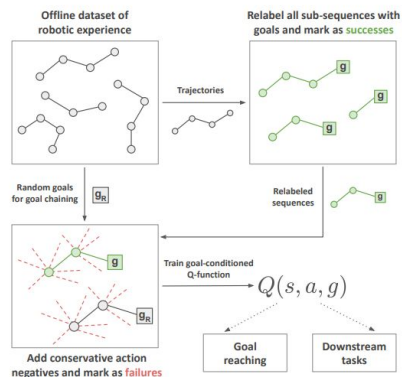 Offline dataset of
robotic experience
Relabel all sub-sequences with
goals and mark as successes
Trajectories
g
g
g
Random goals
for goal chaining
gR
Relabeled
sequences
g
g
gR
Train goal-conditioned
Q-function
Q(s, a, g)
Add conservative action
negatives and mark as failures
Goal
reaching
Downstream
tasks